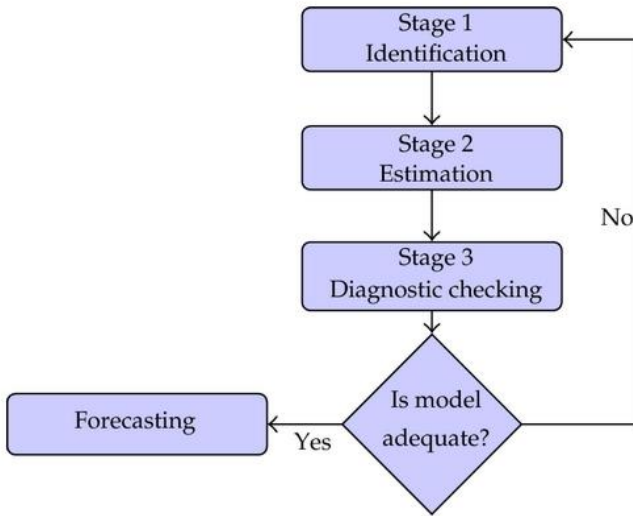 Stage 1
Identification
Stage 2
Estimation
No
Stage 3
Diagnostic checking
Is model
adequate?
Forecasting
Yes